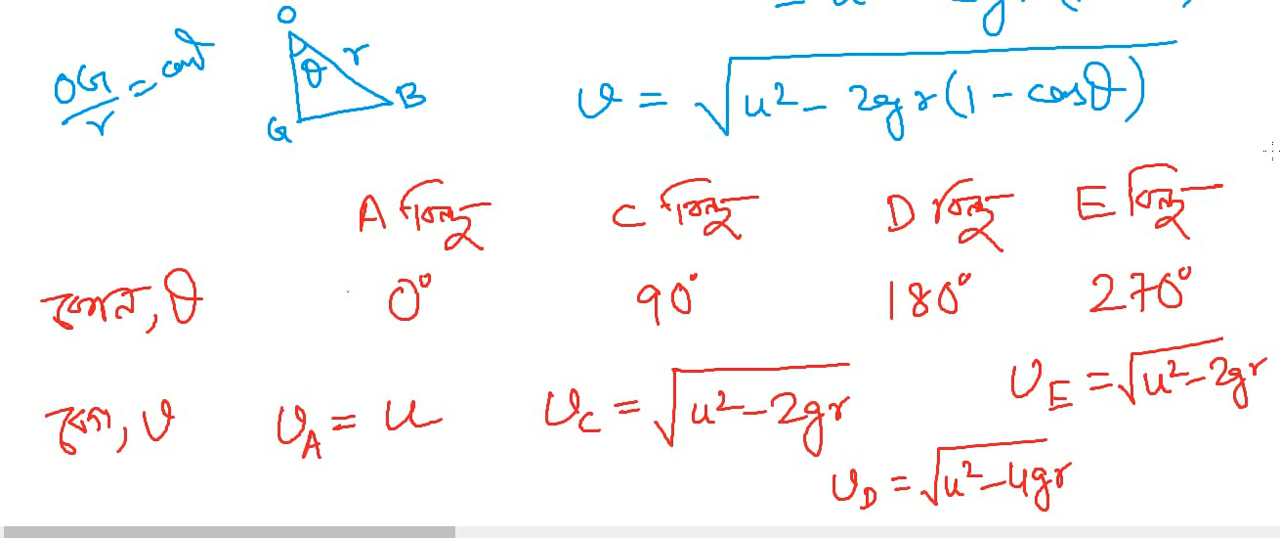 OG/r = cosθ
O
θ
r
G
B
v = √(u² – 2gr(1 – cosθ))
A বিন্দু C বিন্দু D বিন্দু E বিন্দু
কোন, θ 0° 90° 180° 270°
বেগ, v v_A = u v_C = √(u² – 2gr) v_E = √(u² – 2gr)
v_D = √(u² – 4gr)